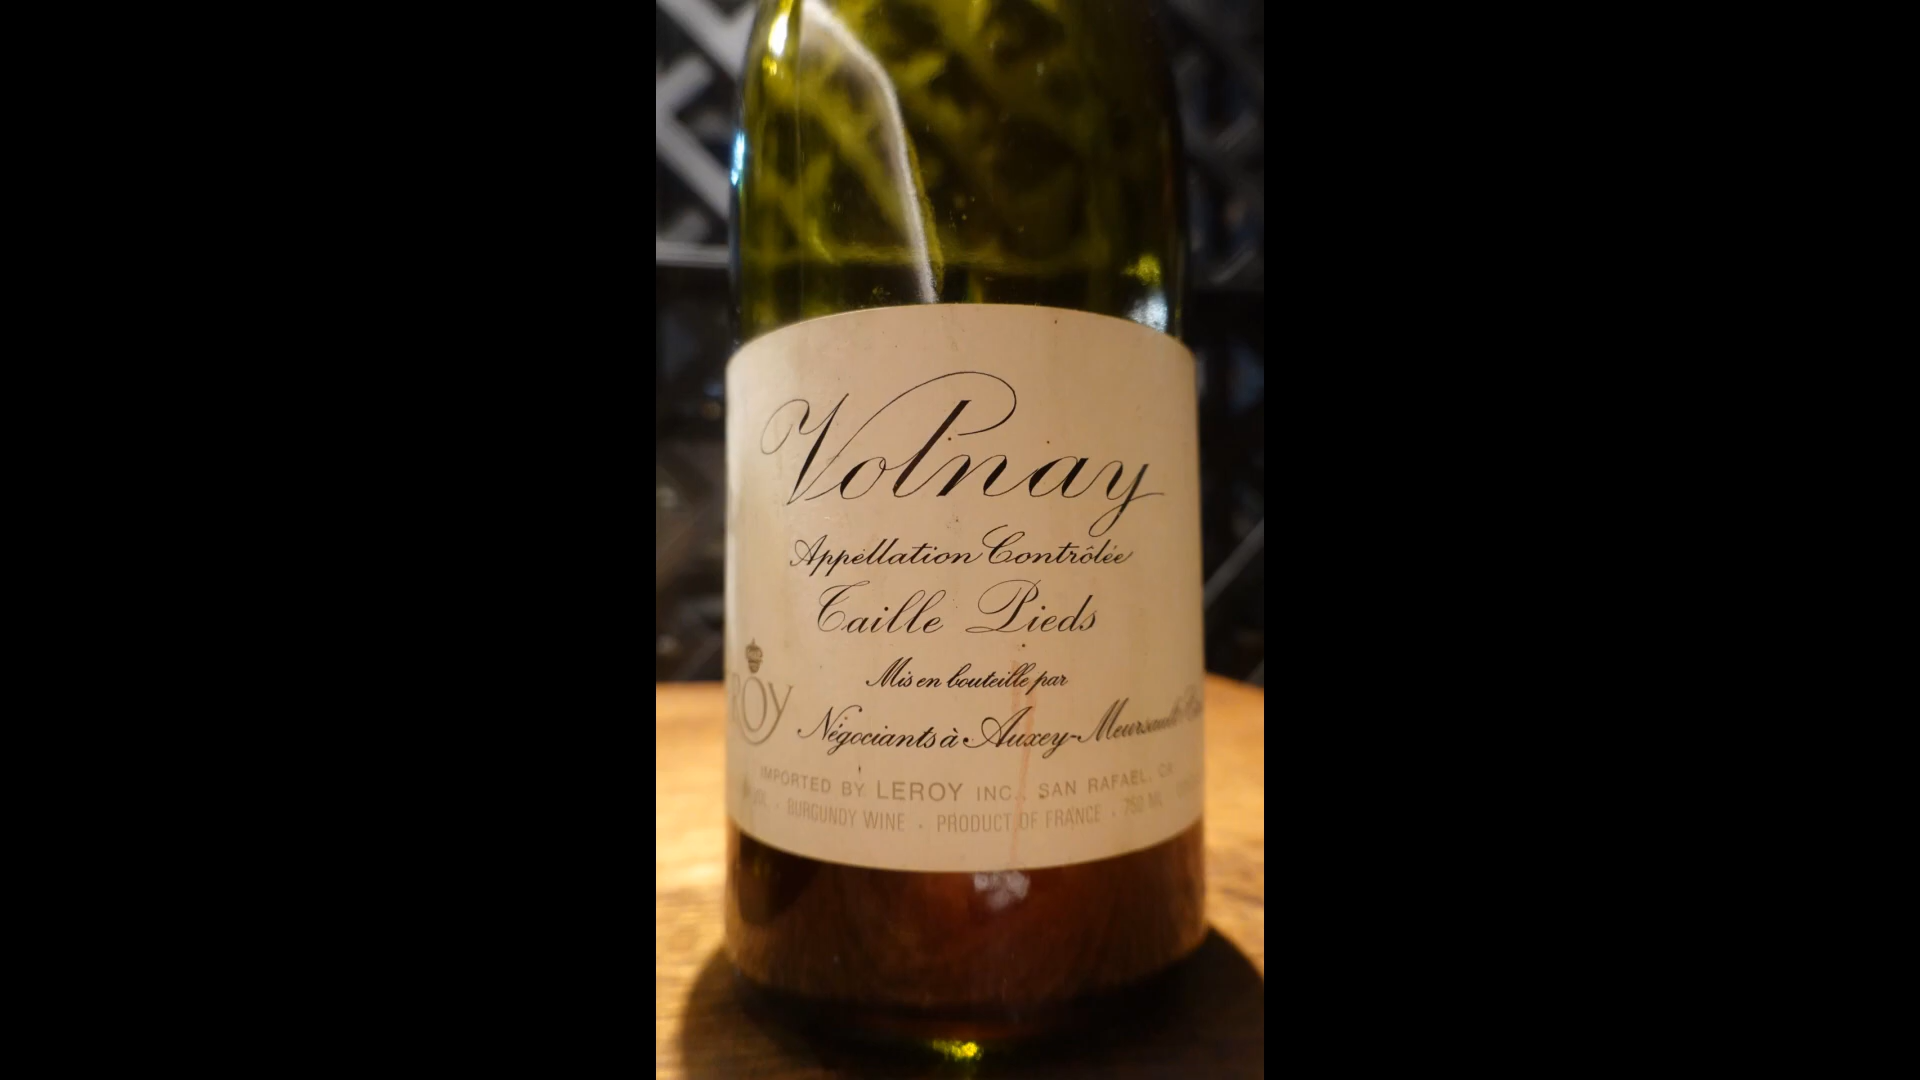 Volnay
Appellation Contrôlée
Taille Pieds
Mis en bouteille par
ROY
Négociants à Auxey-Meursault
IMPORTED BY LEROY INC., SAN RAFAEL, CA
BURGUNDY WINE · PRODUCT OF FRANCE · 750 ML